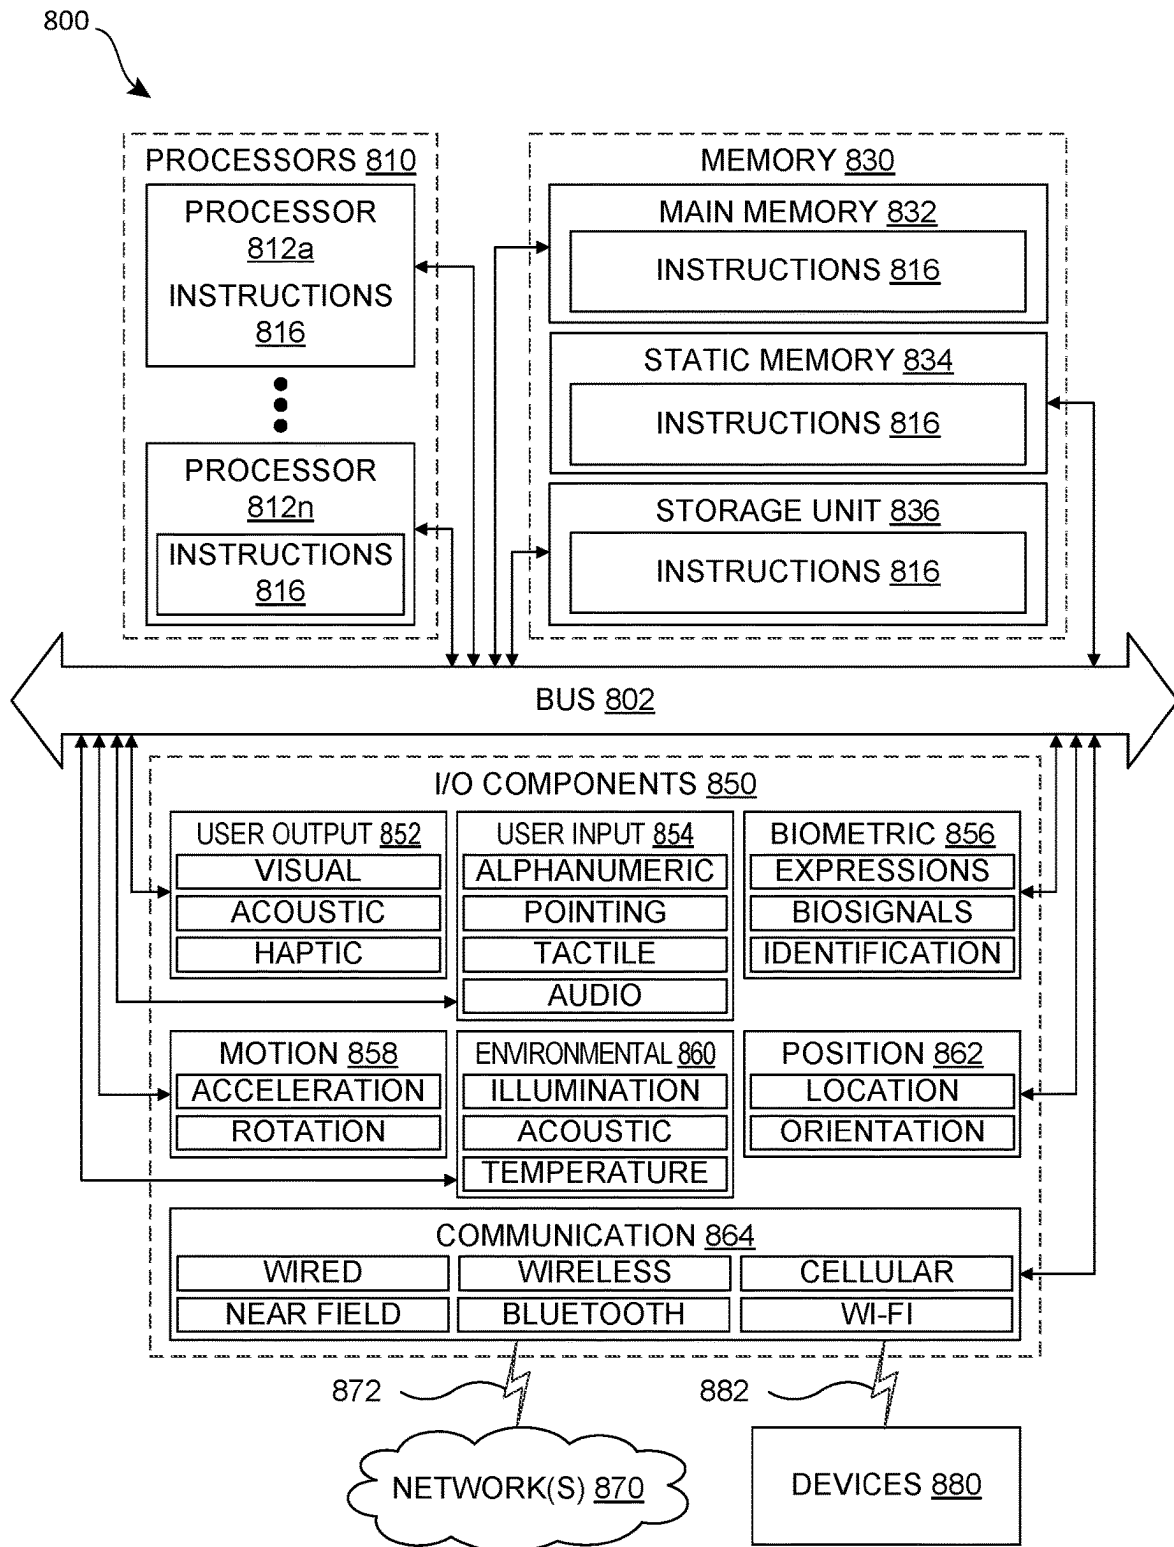 800
PROCESSORS 810
PROCESSOR
812a
INSTRUCTIONS
816
PROCESSOR
812n
INSTRUCTIONS
816
MEMORY 830
MAIN MEMORY 832
INSTRUCTIONS 816
STATIC MEMORY 834
INSTRUCTIONS 816
STORAGE UNIT 836
INSTRUCTIONS 816
BUS 802
I/O COMPONENTS 850
USER OUTPUT 852
VISUAL
ACOUSTIC
HAPTIC
USER INPUT 854
ALPHANUMERIC
POINTING
TACTILE
AUDIO
BIOMETRIC 856
EXPRESSIONS
BIOSIGNALS
IDENTIFICATION
MOTION 858
ACCELERATION
ROTATION
ENVIRONMENTAL 860
ILLUMINATION
ACOUSTIC
TEMPERATURE
POSITION 862
LOCATION
ORIENTATION
COMMUNICATION 864
WIRED
WIRELESS
CELLULAR
NEAR FIELD
BLUETOOTH
WI-FI
872
882
NETWORK(S) 870
DEVICES 880